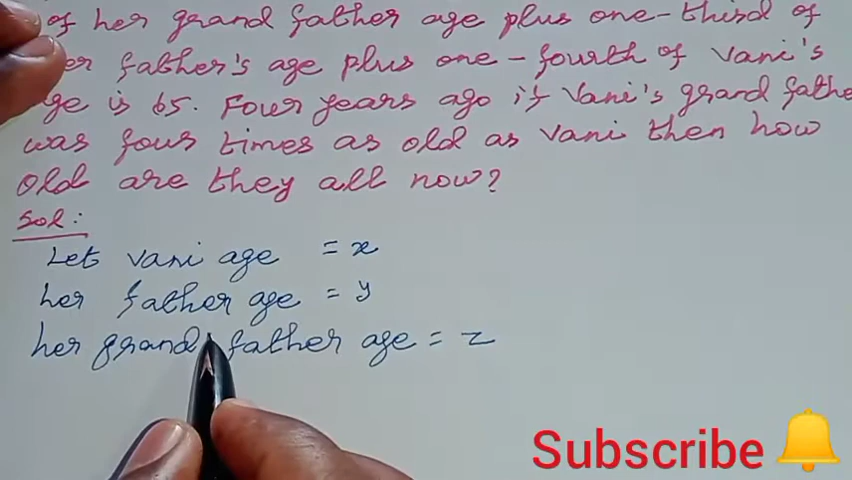 of her grand father age plus one-third of
father's age plus one-fourth of vani's
is 65. Four years ago if Vani's grand
was four times as old as vani then how
old are they all now?
Sol:
Let vani age = x
her father age = y
her grand father age = z
Subscribe